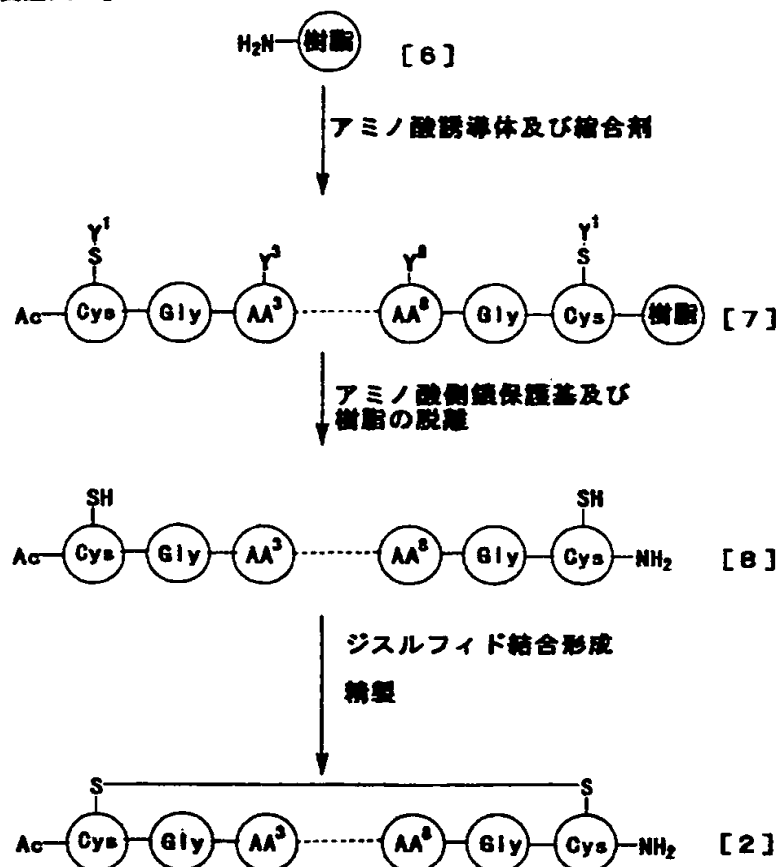 H₂N 樹脂 [6]
アミノ酸誘導体及び縮合剤
Y¹ Y¹
S Y³ Y⁸ S
Ac Cys Gly AA³ AA⁸ Gly Cys 樹脂 [7]
アミノ酸側鎖保護基及び
樹脂の脱離
SH SH
Ac Cys Gly AA³ AA⁸ Gly Cys NH₂ [8]
ジスルフィド結合形成
精製
S S
Ac Cys Gly AA³ AA⁸ Gly Cys NH₂ [2]